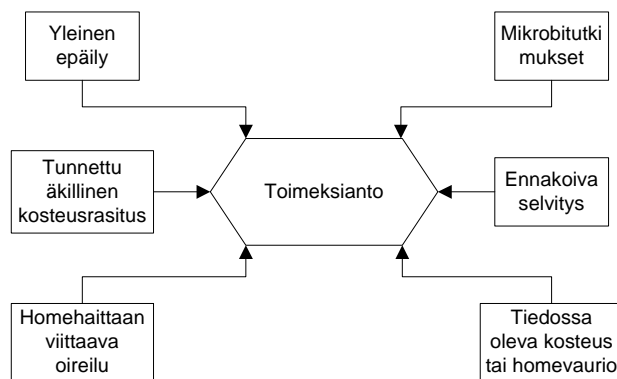 Yleinen
epäily
Mikrobitutki
mukset
Tunnettu
äkillinen
kosteusrasitus
Toimeksianto
Ennakoiva
selvitys
Homehaittaan
viittaava
oireilu
Tiedossa
oleva kosteus
tai homevaurio